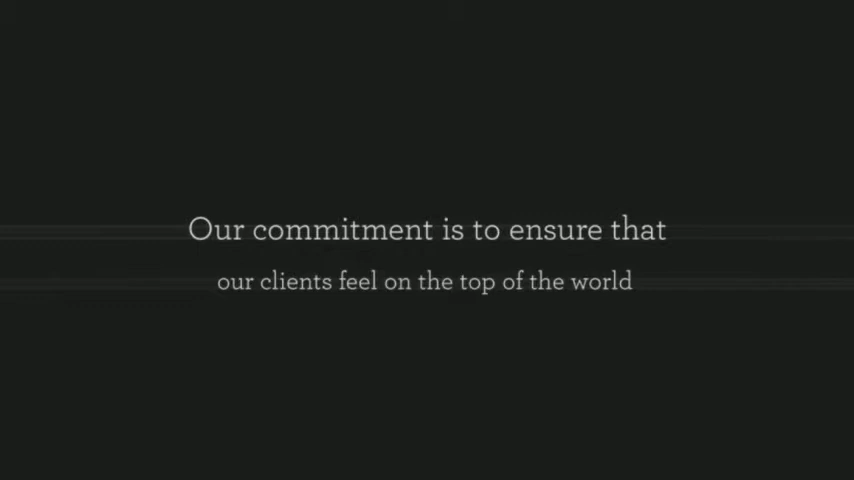 Our commitment is to ensure that
our clients feel on the top of the world